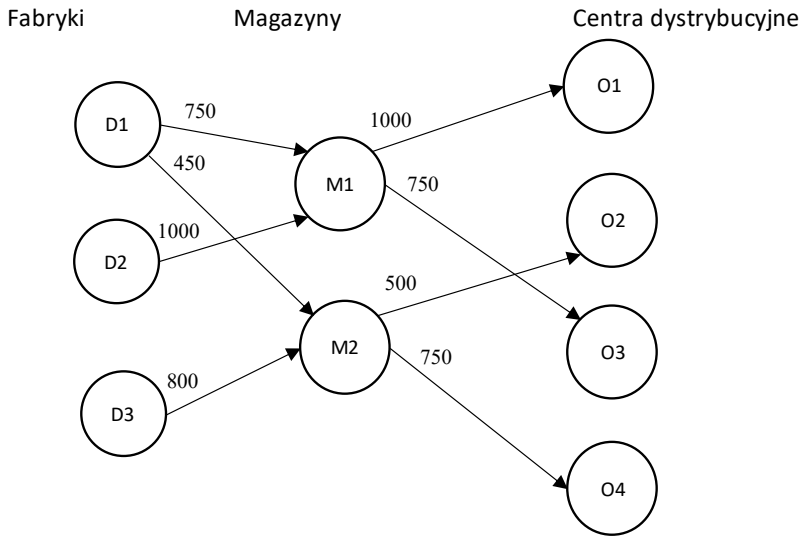 Fabryki Magazyny Centra dystrybucyjne
O1
D1 750 1000
450 M1 750
O2
1000
D2
500
M2 O3
800 750
D3
O4